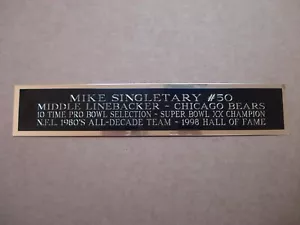 MIKE SINGLETARY #50
MIDDLE LINEBACKER - CHICAGO BEARS
10 TIME PRO BOWL SELECTION - SUPER BOWL XX CHAMPION
N.F.L. 1980'S ALL-DECADE TEAM - 1998 HALL OF FAME